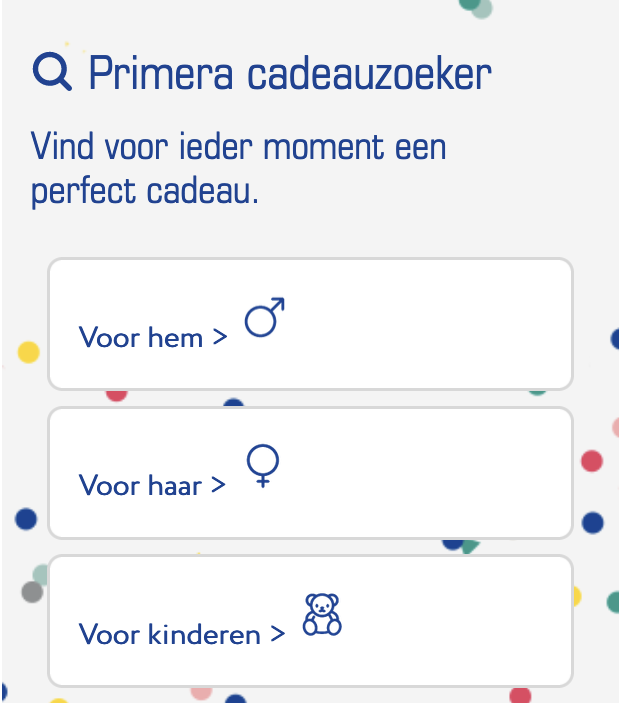 Primera cadeauzoeker
Vind voor ieder moment een
perfect cadeau.
Voor hem >
Voor haar >
Voor kinderen >